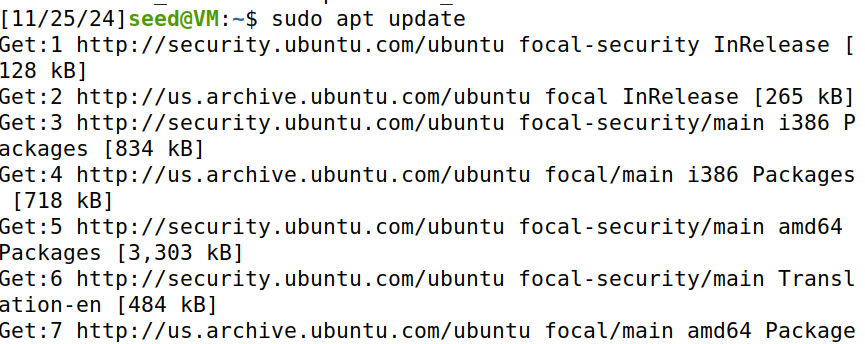 [11/25/24]seed@VM:~$ sudo apt update
Get:1 http://security.ubuntu.com/ubuntu focal-security InRelease [
128 kB]
Get:2 http://us.archive.ubuntu.com/ubuntu focal InRelease [265 kB]
Get:3 http://security.ubuntu.com/ubuntu focal-security/main i386 P
ackages [834 kB]
Get:4 http://us.archive.ubuntu.com/ubuntu focal/main i386 Packages
 [718 kB]
Get:5 http://security.ubuntu.com/ubuntu focal-security/main amd64
Packages [3,303 kB]
Get:6 http://security.ubuntu.com/ubuntu focal-security/main Transl
ation-en [484 kB]
Get:7 http://us.archive.ubuntu.com/ubuntu focal/main amd64 Package